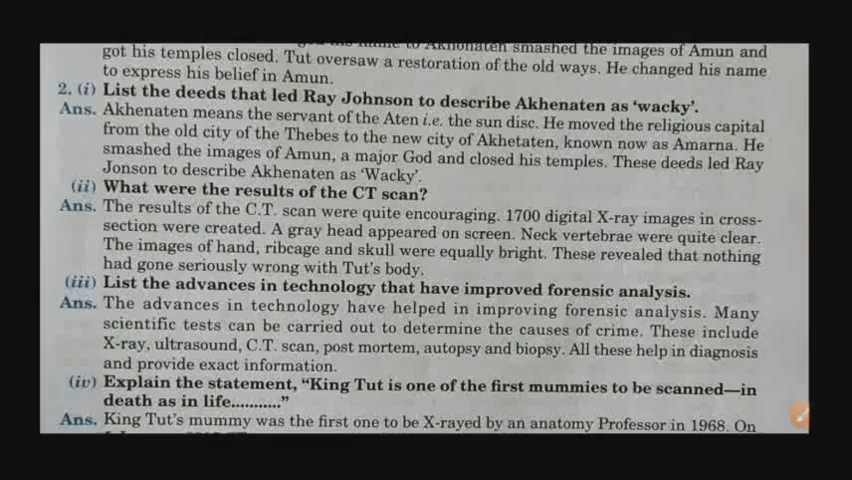 his name to Akhonaten smashed the images of Amun and
got his temples closed. Tut oversaw a restoration of the old ways. He changed his name
to express his belief in Amun.
2. (i) List the deeds that led Ray Johnson to describe Akhenaten as 'wacky'.
Ans. Akhenaten means the servant of the Aten i.e. the sun disc. He moved the religious capital
from the old city of the Thebes to the new city of Akhetaten, known now as Amarna. He
smashed the images of Amun, a major God and closed his temples. These deeds led Ray
Jonson to describe Akhenaten as 'Wacky'.
(ii) What were the results of the CT scan?
Ans. The results of the C.T. scan were quite encouraging. 1700 digital X-ray images in cross-
section were created. A gray head appeared on screen. Neck vertebrae were quite clear.
The images of hand, ribcage and skull were equally bright. These revealed that nothing
had gone seriously wrong with Tut's body.
(iii) List the advances in technology that have improved forensic analysis.
Ans. The advances in technology have helped in improving forensic analysis. Many
scientific tests can be carried out to determine the causes of crime. These include
X-ray, ultrasound, C.T. scan, post mortem, autopsy and biopsy. All these help in diagnosis
and provide exact information.
(iv) Explain the statement, "King Tut is one of the first mummies to be scanned—in
death as in life..........."
Ans. King Tut's mummy was the first one to be X-rayed by an anatomy Professor in 1968. On